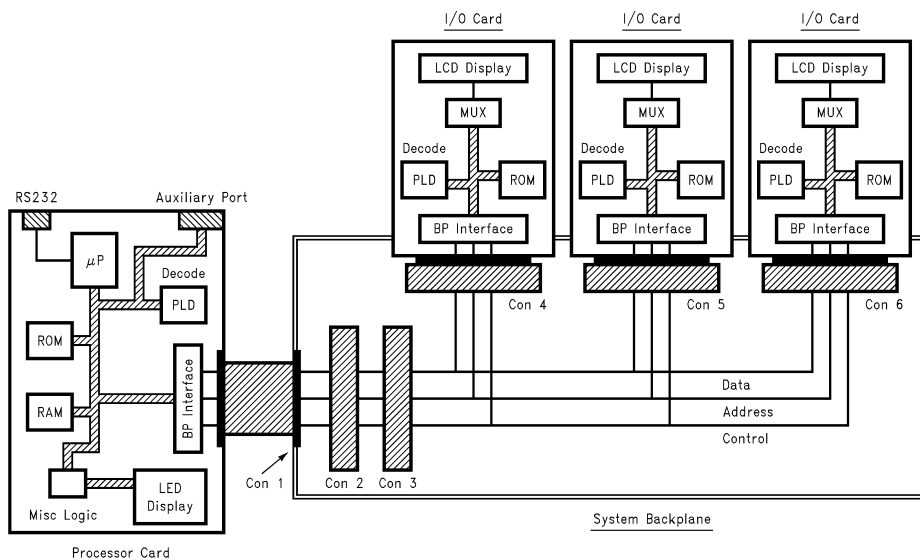 I/O Card
I/O Card
I/O Card
LCD Display
LCD Display
LCD Display
MUX
MUX
MUX
Decode
Decode
Decode
PLD
ROM
PLD
ROM
PLD
ROM
RS232
Auxiliary Port
BP Interface
BP Interface
BP Interface
μP
Decode
PLD
Con 4
Con 5
Con 6
ROM
BP Interface
Data
RAM
Address
Control
Con 1
Con 2
Con 3
LED
Display
Misc Logic
System Backplane
Processor Card